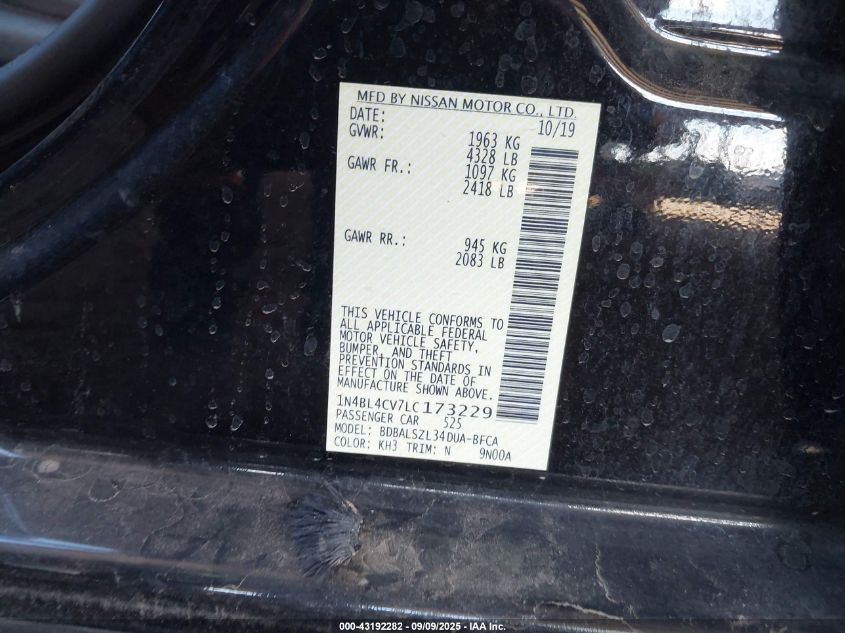 MFD BY NISSAN MOTOR CO., LTD.
DATE: 10/19
GVWR: 1963 KG
4328 LB
GAWR FR.: 1097 KG
2418 LB
GAWR RR.: 945 KG
2083 LB
THIS VEHICLE CONFORMS TO
ALL APPLICABLE FEDERAL
MOTOR VEHICLE SAFETY,
BUMPER, AND THEFT
PREVENTION STANDARDS IN
EFFECT ON THE DATE OF
MANUFACTURE SHOWN ABOVE.
1N4BL4CV7LC173229
PASSENGER CAR 525
MODEL: BDBALSZL34DUA-BFCA
COLOR: KH3 TRIM: N 9N00A
000-43192282 - 09/09/2025 - IAA Inc.